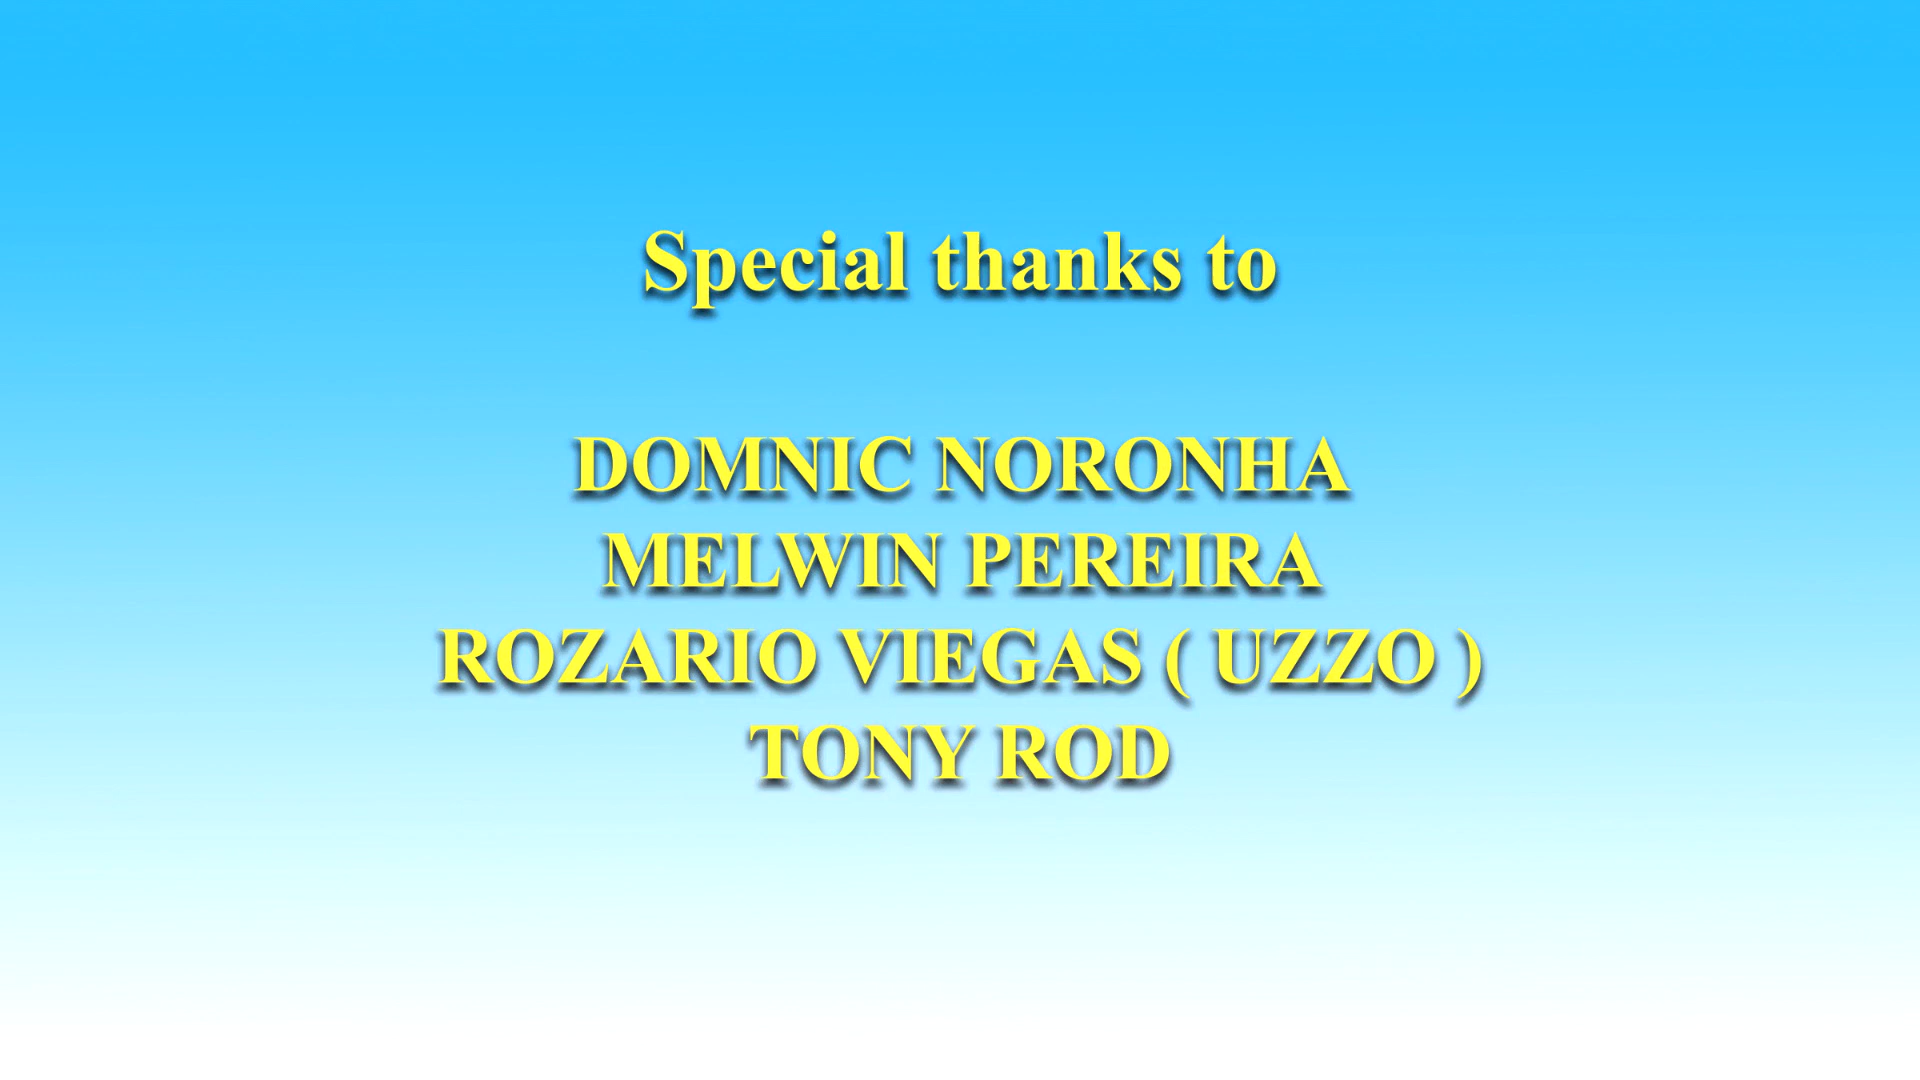 Special thanks to
DOMNIC NORONHA
MELWIN PEREIRA
ROZARIO VIEGAS ( UZZO )
TONY ROD